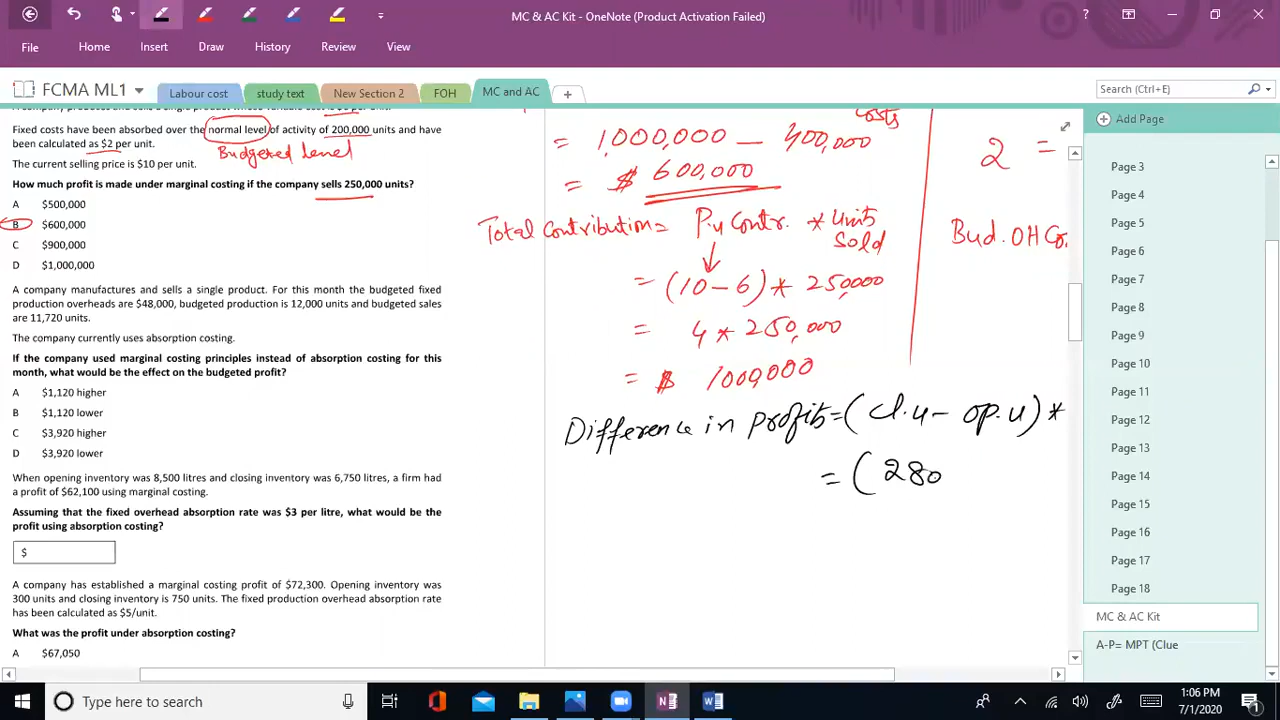 MC & AC Kit - OneNote (Product Activation Failed)
?
File Home Insert Draw History Review View
FCMA ML1
Labour cost
study text
New Section 2
FOH
MC and AC
Search (Ctrl+E)
Fixed costs have been absorbed over the normal level of activity of 200,000 units and have
been calculated as $2 per unit.
Budgeted Level
The current selling price is $10 per unit.
How much profit is made under marginal costing if the company sells 250,000 units?
A $500,000
B $600,000
C $900,000
D $1,000,000
A company manufactures and sells a single product. For this month the budgeted fixed
production overheads are $48,000, budgeted production is 12,000 units and budgeted sales
are 11,720 units.
The company currently uses absorption costing.
If the company used marginal costing principles instead of absorption costing for this
month, what would be the effect on the budgeted profit?
A $1,120 higher
B $1,120 lower
C $3,920 higher
D $3,920 lower
When opening inventory was 8,500 litres and closing inventory was 6,750 litres, a firm had
a profit of $62,100 using marginal costing.
Assuming that the fixed overhead absorption rate was $3 per litre, what would be the
profit using absorption costing?
$
A company has established a marginal costing profit of $72,300. Opening inventory was
300 units and closing inventory is 750 units. The fixed production overhead absorption rate
has been calculated as $5/unit.
What was the profit under absorption costing?
A $67,050
costs
= 1,000,000 - 400,000
= $ 600,000
Total Contribution = P.u Contr. * Units
Sold
= (10 - 6) * 250,000
= 4 * 250,000
= $ 1000,000
2 =
Bud. OH Co
Difference in profits = ( cl.u - op.u) *
= ( 280
Add Page
Page 3
Page 4
Page 5
Page 6
Page 7
Page 8
Page 9
Page 10
Page 11
Page 12
Page 13
Page 14
Page 15
Page 16
Page 17
Page 18
MC & AC Kit
A-P= MPT (Clue
Type here to search
1:06 PM
7/1/2020